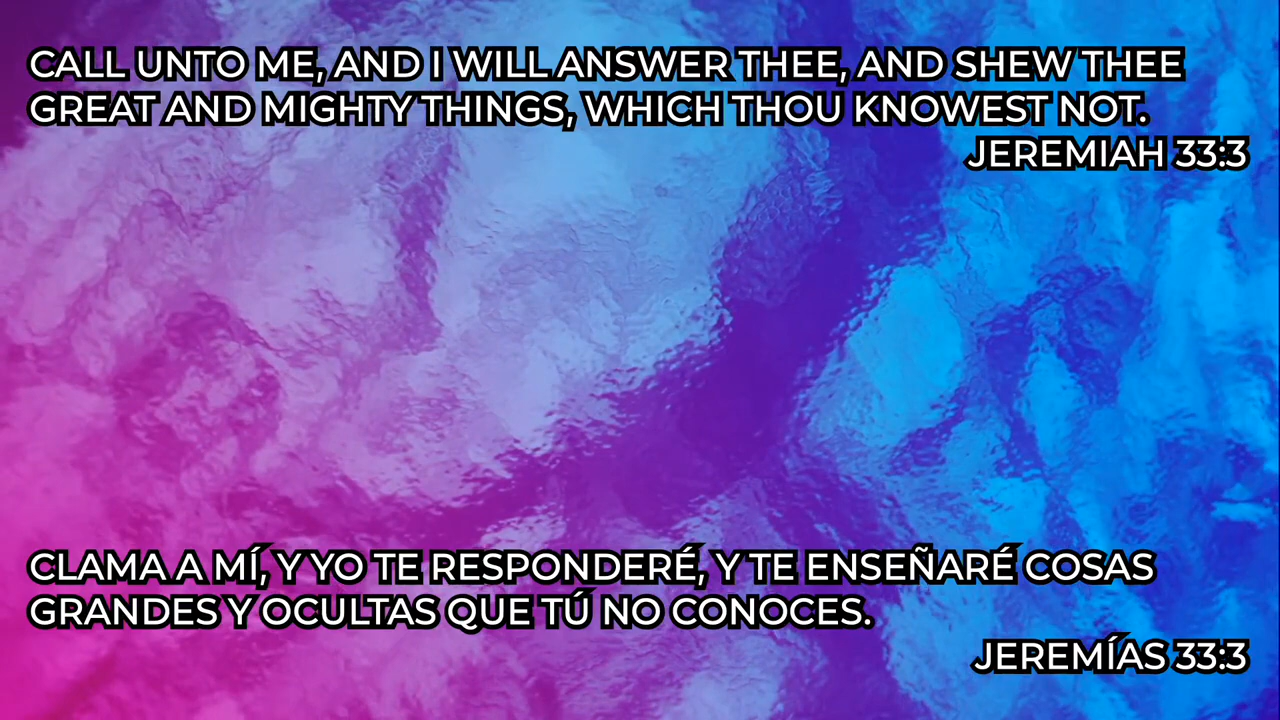 CALL UNTO ME, AND I WILL ANSWER THEE, AND SHEW THEE
GREAT AND MIGHTY THINGS, WHICH THOU KNOWEST NOT.
JEREMIAH 33:3
CLAMA A MÍ, Y YO TE RESPONDERÉ, Y TE ENSEÑARÉ COSAS
GRANDES Y OCULTAS QUE TÚ NO CONOCES.
JEREMÍAS 33:3